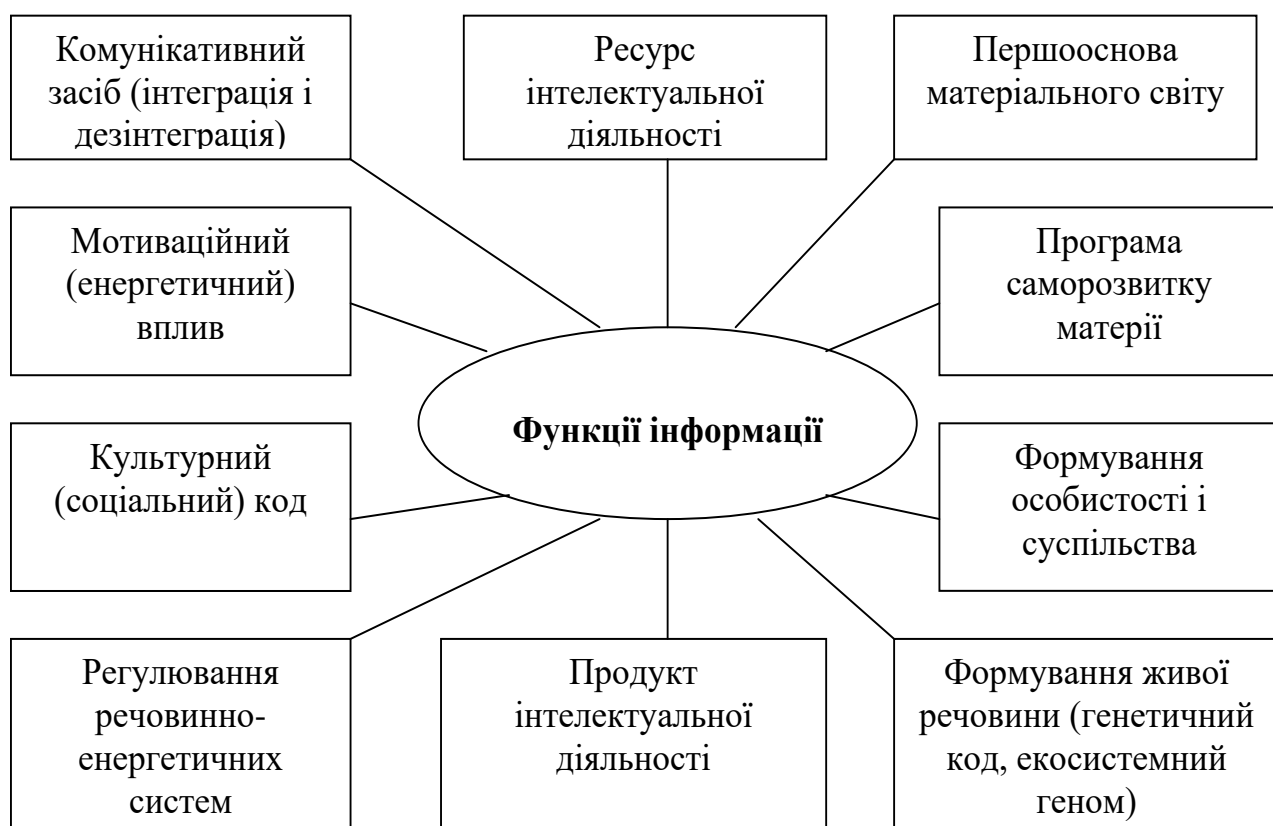 Комунікативний
засіб (інтеграція і
дезінтеграція)
Ресурс
інтелектуальної
діяльності
Першооснова
матеріального світу
Мотиваційний
(енергетичний)
вплив
Програма
саморозвитку
матерії
Функції інформації
Культурний
(соціальний) код
Формування
особистості і
суспільства
Регулювання
речовинно-
енергетичних
систем
Продукт
інтелектуальної
діяльності
Формування живої
речовини (генетичний
код, екосистемний
геном)